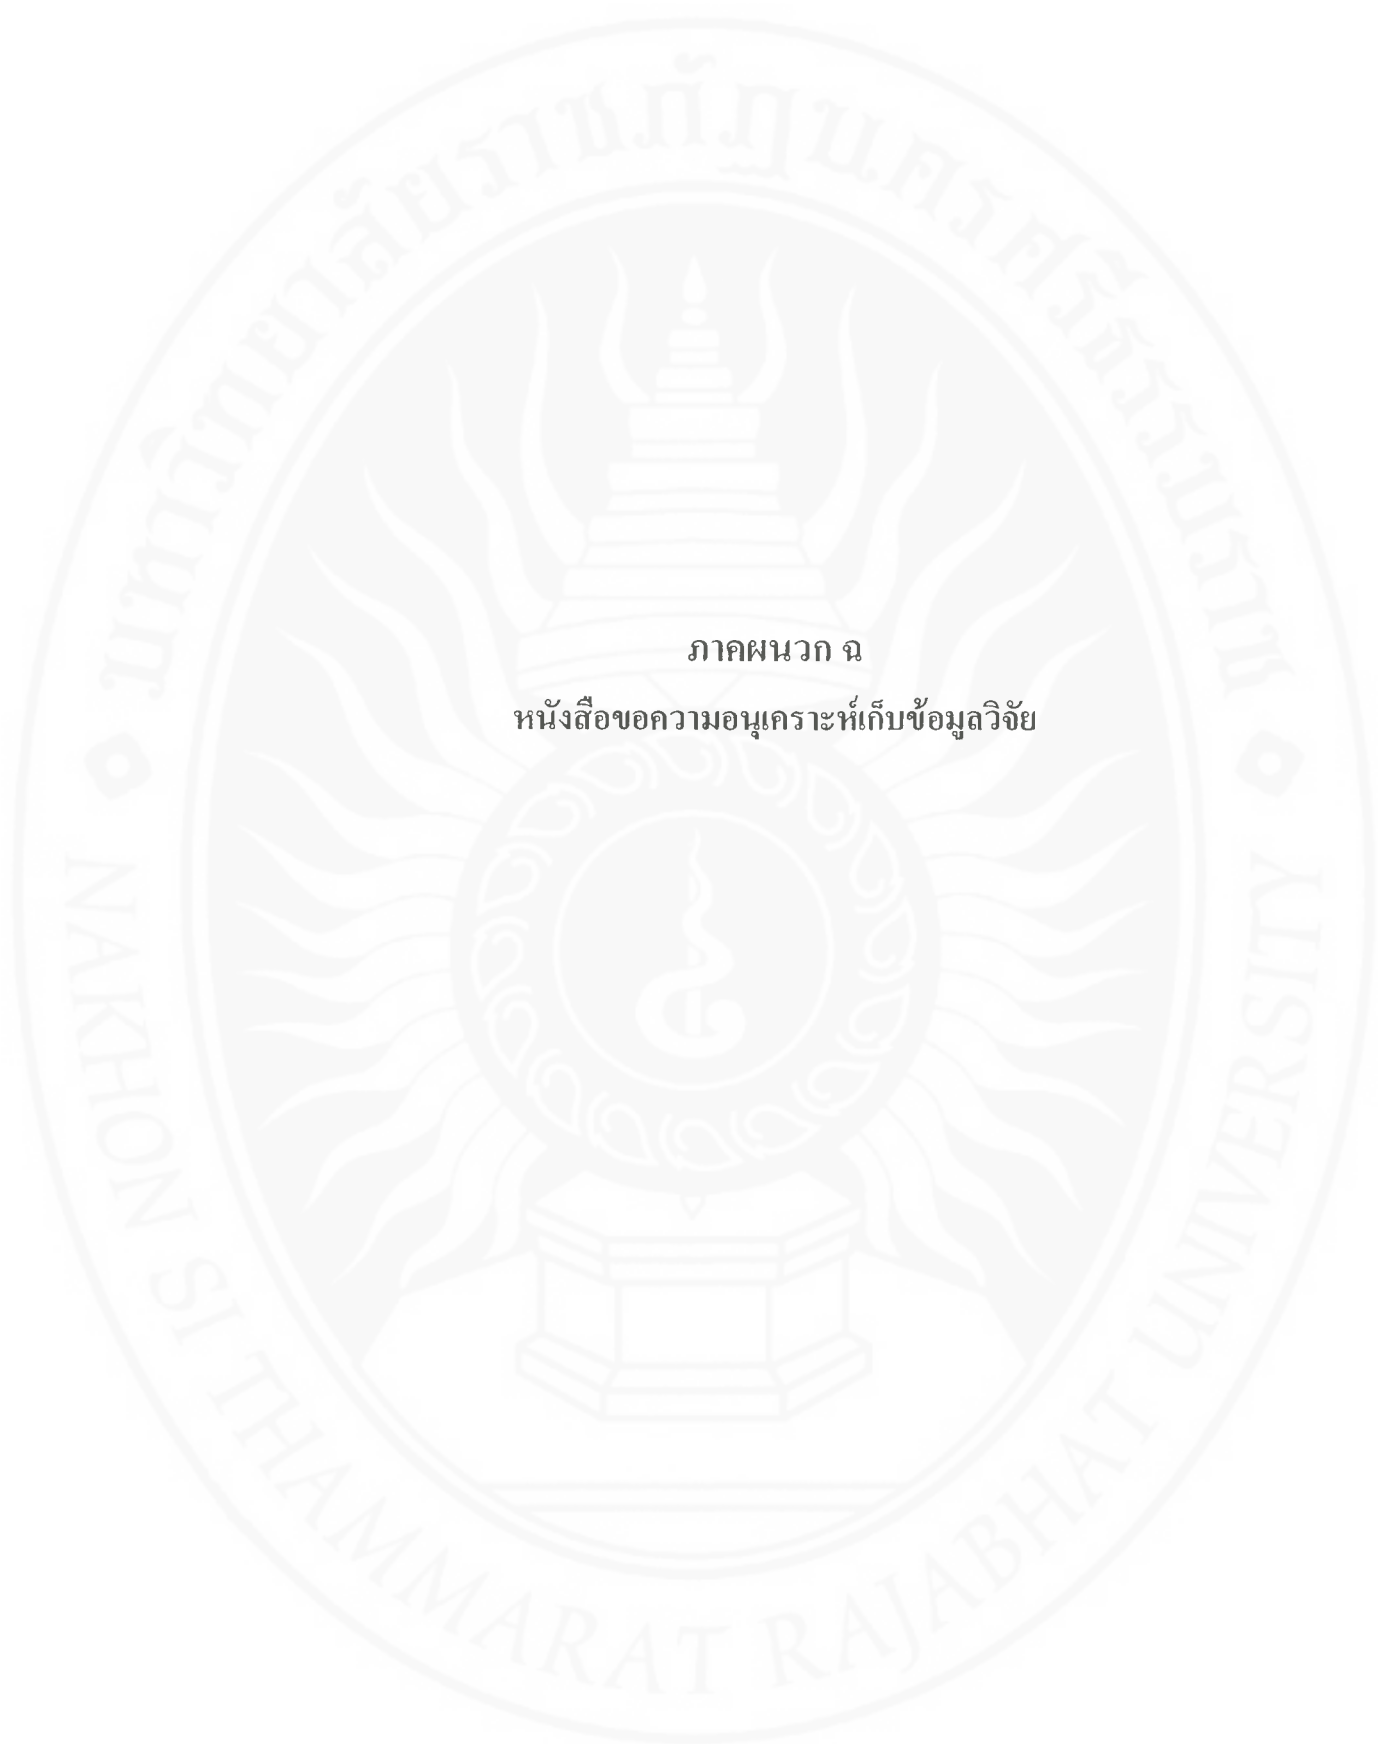 มหาวิทยาลัยราชภัฏนครศรีธรรมราช
ภาคผนวก ฉ
หนังสือขอความอนุเคราะห์เก็บข้อมูลวิจัย
NAKHON SI THAMMARAT RAJABHAT UNIVERSITY